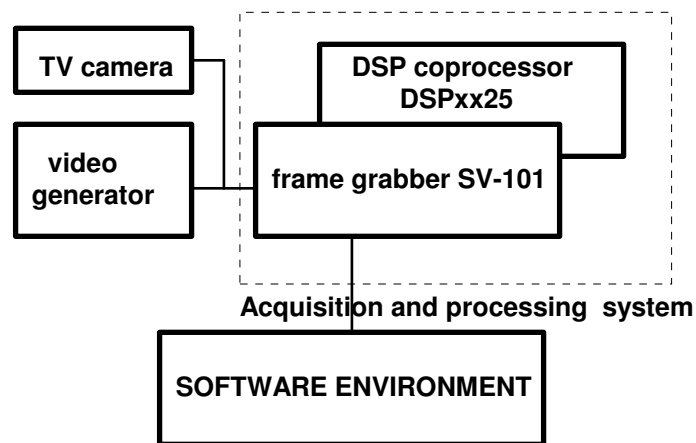 TV camera
DSP coprocessor
DSPxx25
video
generator
frame grabber SV-101
Acquisition and processing system
SOFTWARE ENVIRONMENT